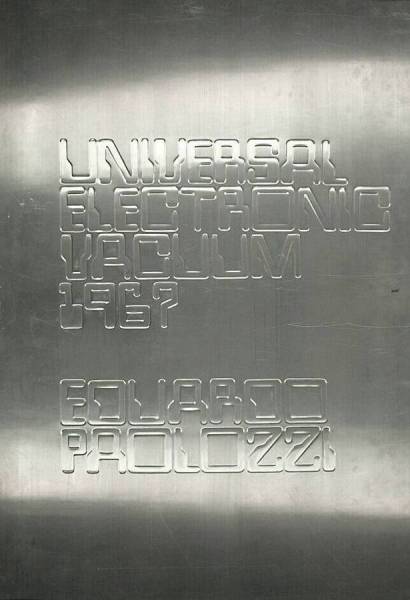 UNIVERSAL
ELECTRONIC
VACUUM
1967
EDUARDO
PAOLOZZI